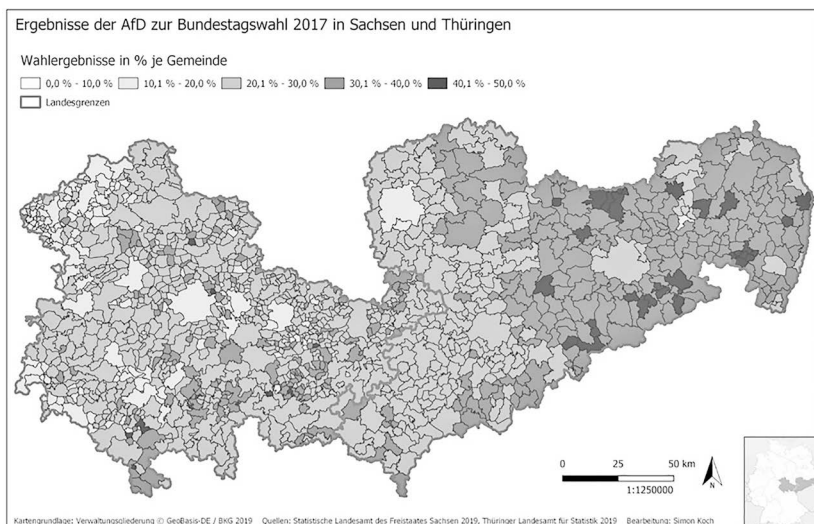 Ergebnisse der AfD zur Bundestagswahl 2017 in Sachsen und Thüringen
Wahlergebnisse in % je Gemeinde
0,0 % - 10,0 % 10,1 % - 20,0 % 20,1 % - 30,0 % 30,1 % - 40,0 % 40,1 % - 50,0 %
Landesgrenzen
0 25 50 km
1:1250000
Kartengrundlage: Verwaltungsgliederung © GeoBasis-DE / BKG 2019 Quellen: Statistische Landesamt des Freistaates Sachsen 2019, Thüringer Landesamt für Statistik 2019 Bearbeitung: Simon Koch